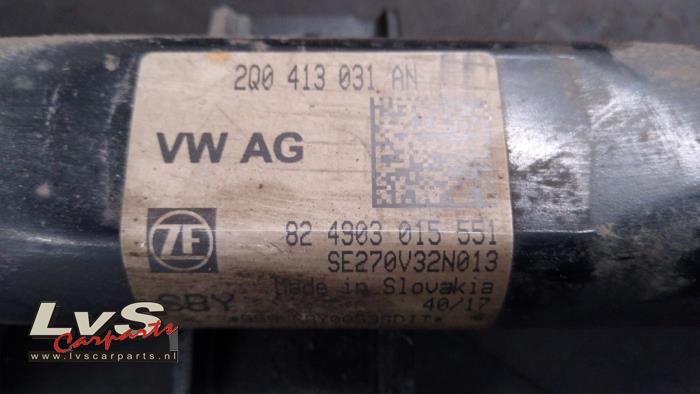 2Q0 413 031 AN
VW AG
ZF
82 4903 015 551
SE270V32N013
Made in Slovakia
40/17
LvS
Carparts
www.lvscarparts.nl